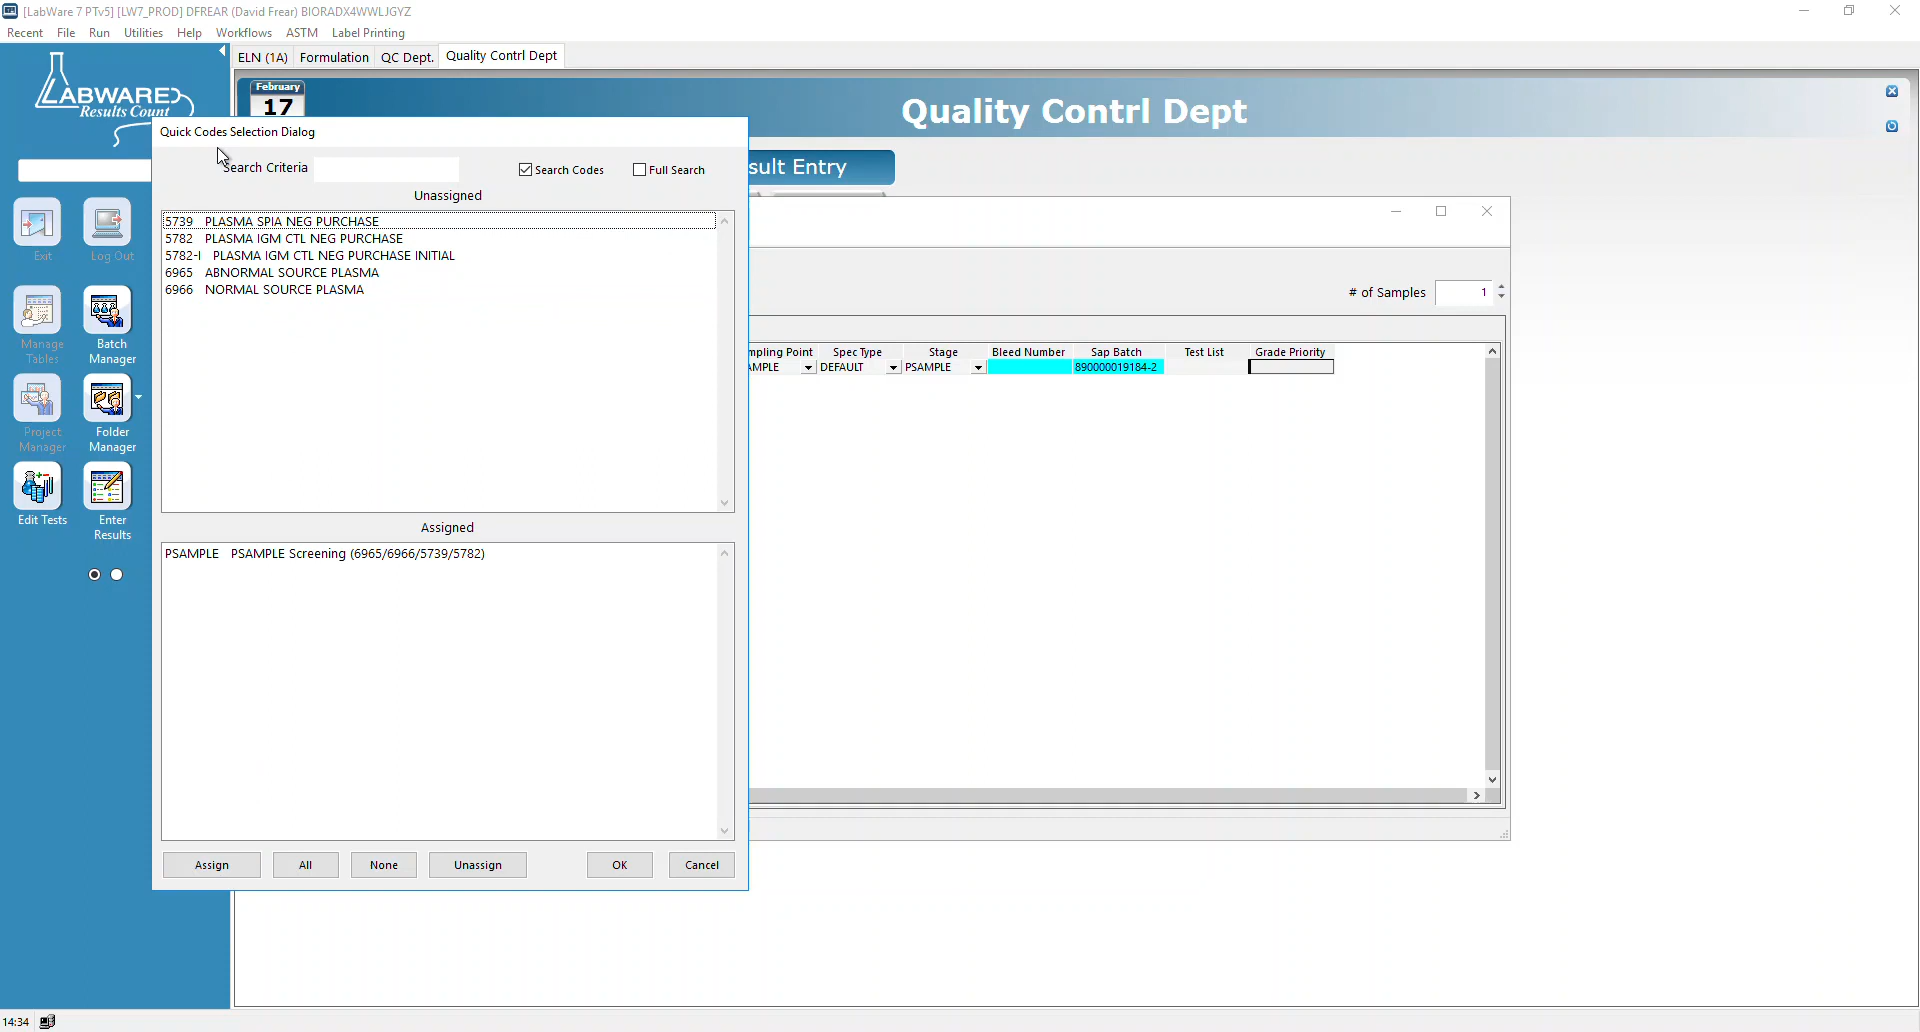 [LabWare 7 PTv5] [LW7_PROD] DFREAR (David Frear) BIORADX4WWLJGYZ
Recent File Run Utilities Help Workflows ASTM Label Printing
ELN (1A) Formulation QC Dept. Quality Contrl Dept
LABWARE
Results Count
February
17
Quality Contrl Dept
Quick Codes Selection Dialog
Search Criteria
Search Codes
Full Search
sult Entry
Unassigned
5739 PLASMA SPIA NEG PURCHASE
5782 PLASMA IGM CTL NEG PURCHASE
5782-I PLASMA IGM CTL NEG PURCHASE INITIAL
6965 ABNORMAL SOURCE PLASMA
6966 NORMAL SOURCE PLASMA
Exit
Log Out
# of Samples 1
Manage Tables
Batch Manager
mpling Point Spec Type Stage Bleed Number Sap Batch Test List Grade Priority
AMPLE DEFAULT PSAMPLE 890000019184-2
Project Manager
Folder Manager
Edit Tests
Enter Results
Assigned
PSAMPLE PSAMPLE Screening (6965/6966/5739/5782)
Assign All None Unassign OK Cancel
14:34